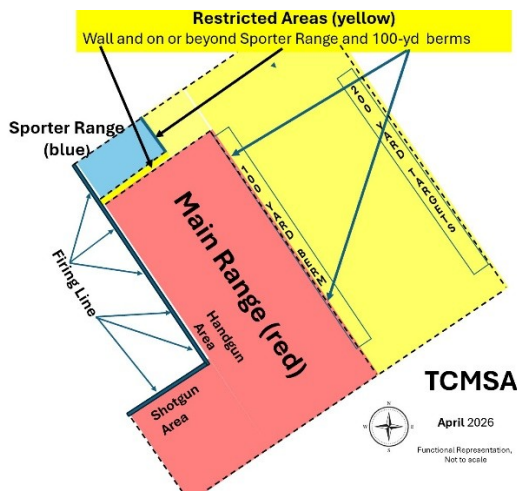 Restricted Areas (yellow)
Wall and on or beyond Sporter Range and 100-yd berms
Sporter Range
(blue)
200 YARD TARGETS
100 YARD BERM
Main Range (red)
Firing Line
Handgun
Area
Shotgun
Area
TCMSA
N
W
E
S
April 2026
Functional Representation,
Not to scale